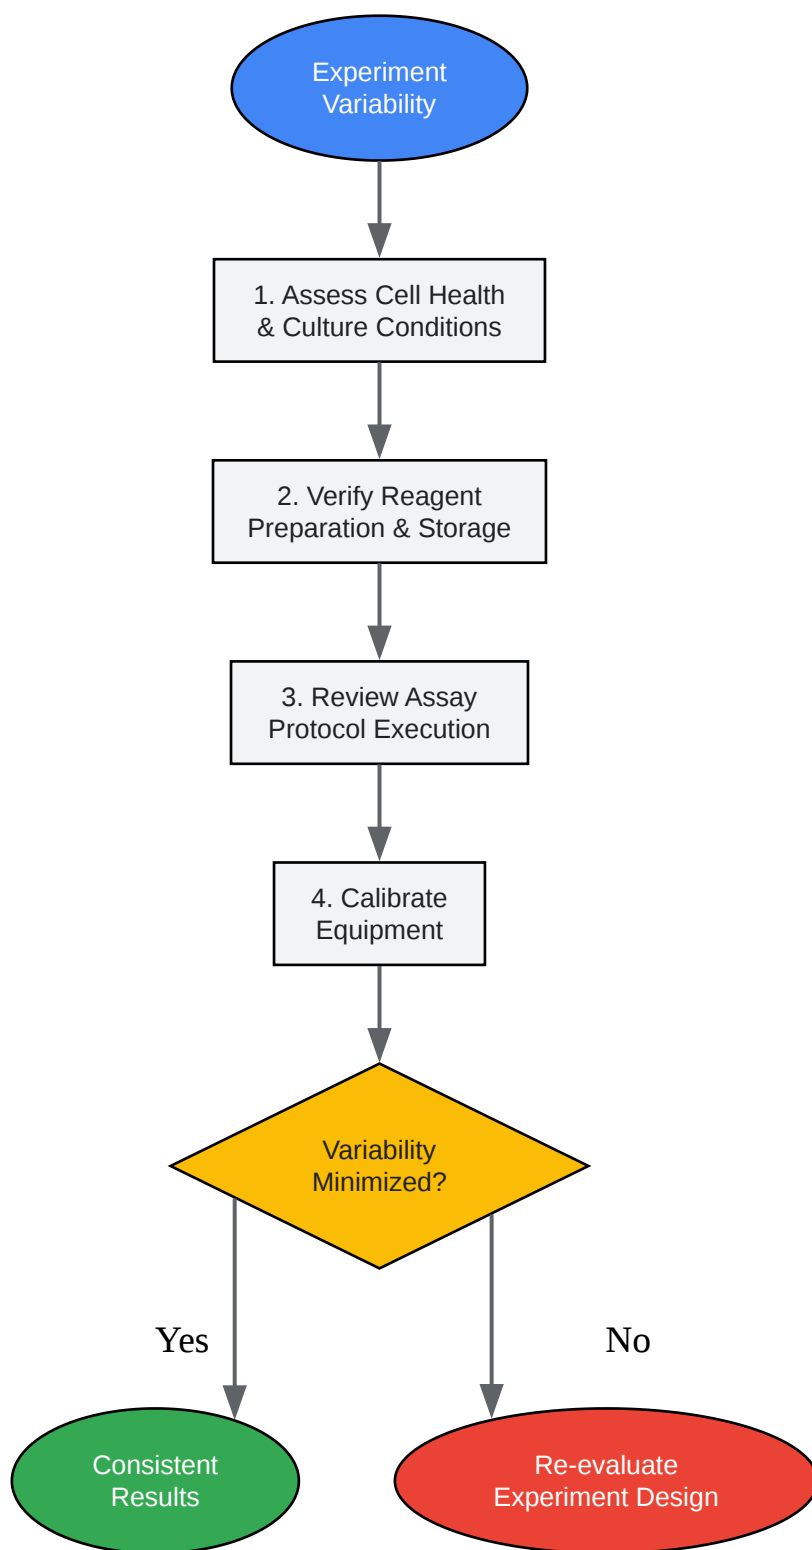 Experiment
Variability
1. Assess Cell Health
& Culture Conditions
2. Verify Reagent
Preparation & Storage
3. Review Assay
Protocol Execution
4. Calibrate
Equipment
Variability
Minimized?
Yes
No
Consistent
Results
Re-evaluate
Experiment Design